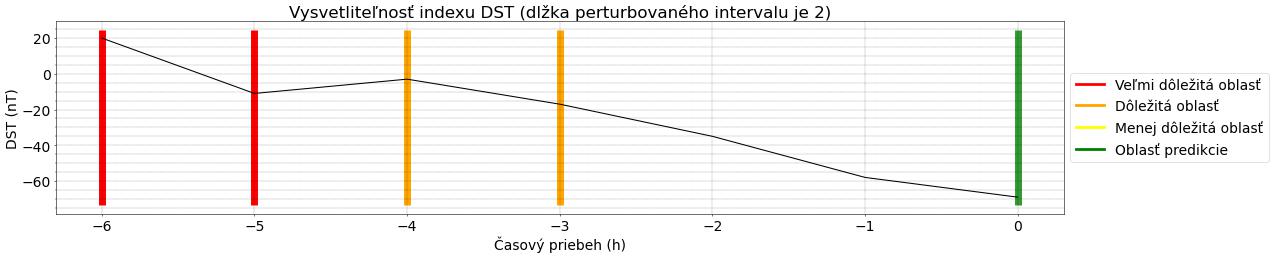 Vysvetliteľnosť indexu DST (dlžka perturbovaného intervalu je 2)
20
0
−20
−40
−60
DST (nT)
−6 −5 −4 −3 −2 −1 0
Časový priebeh (h)
Veľmi dôležitá oblasť
Dôležitá oblasť
Menej dôležitá oblasť
Oblasť predikcie